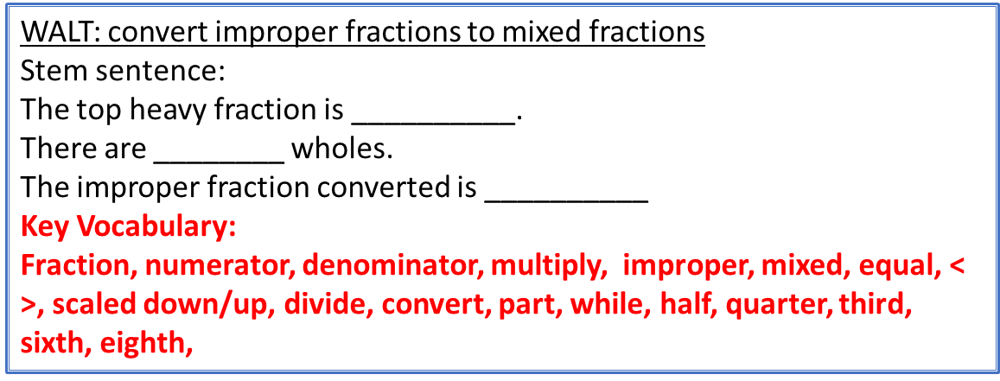 WALT: convert improper fractions to mixed fractions
Stem sentence:
The top heavy fraction is __________.
There are ________ wholes.
The improper fraction converted is __________
Key Vocabulary:
Fraction, numerator, denominator, multiply,  improper, mixed, equal, <
>, scaled down/up, divide, convert, part, while, half, quarter, third,
sixth, eighth,